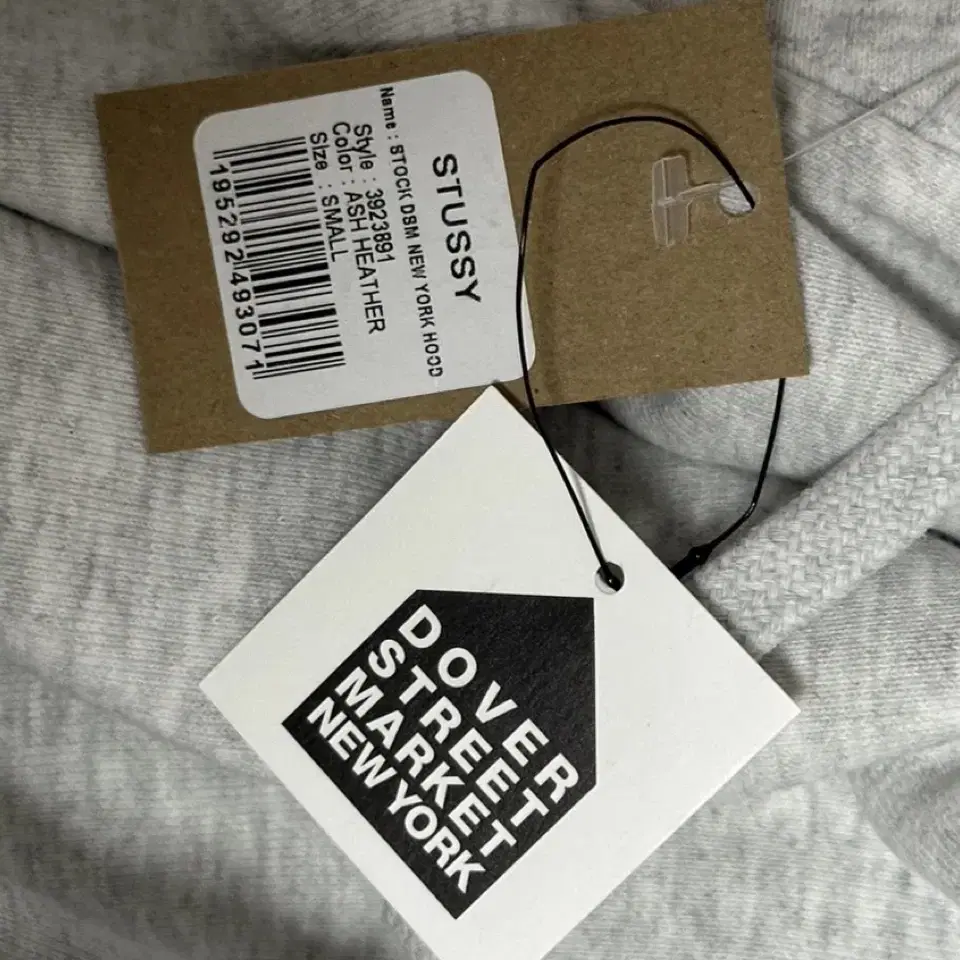 STUSSY
Name : STOCK DSM NEW YORK HOOD
Style : 3923891
Color : ASH HEATHER
Size : SMALL
195292493071
DOVER
STREET
MARKET
NEW YORK